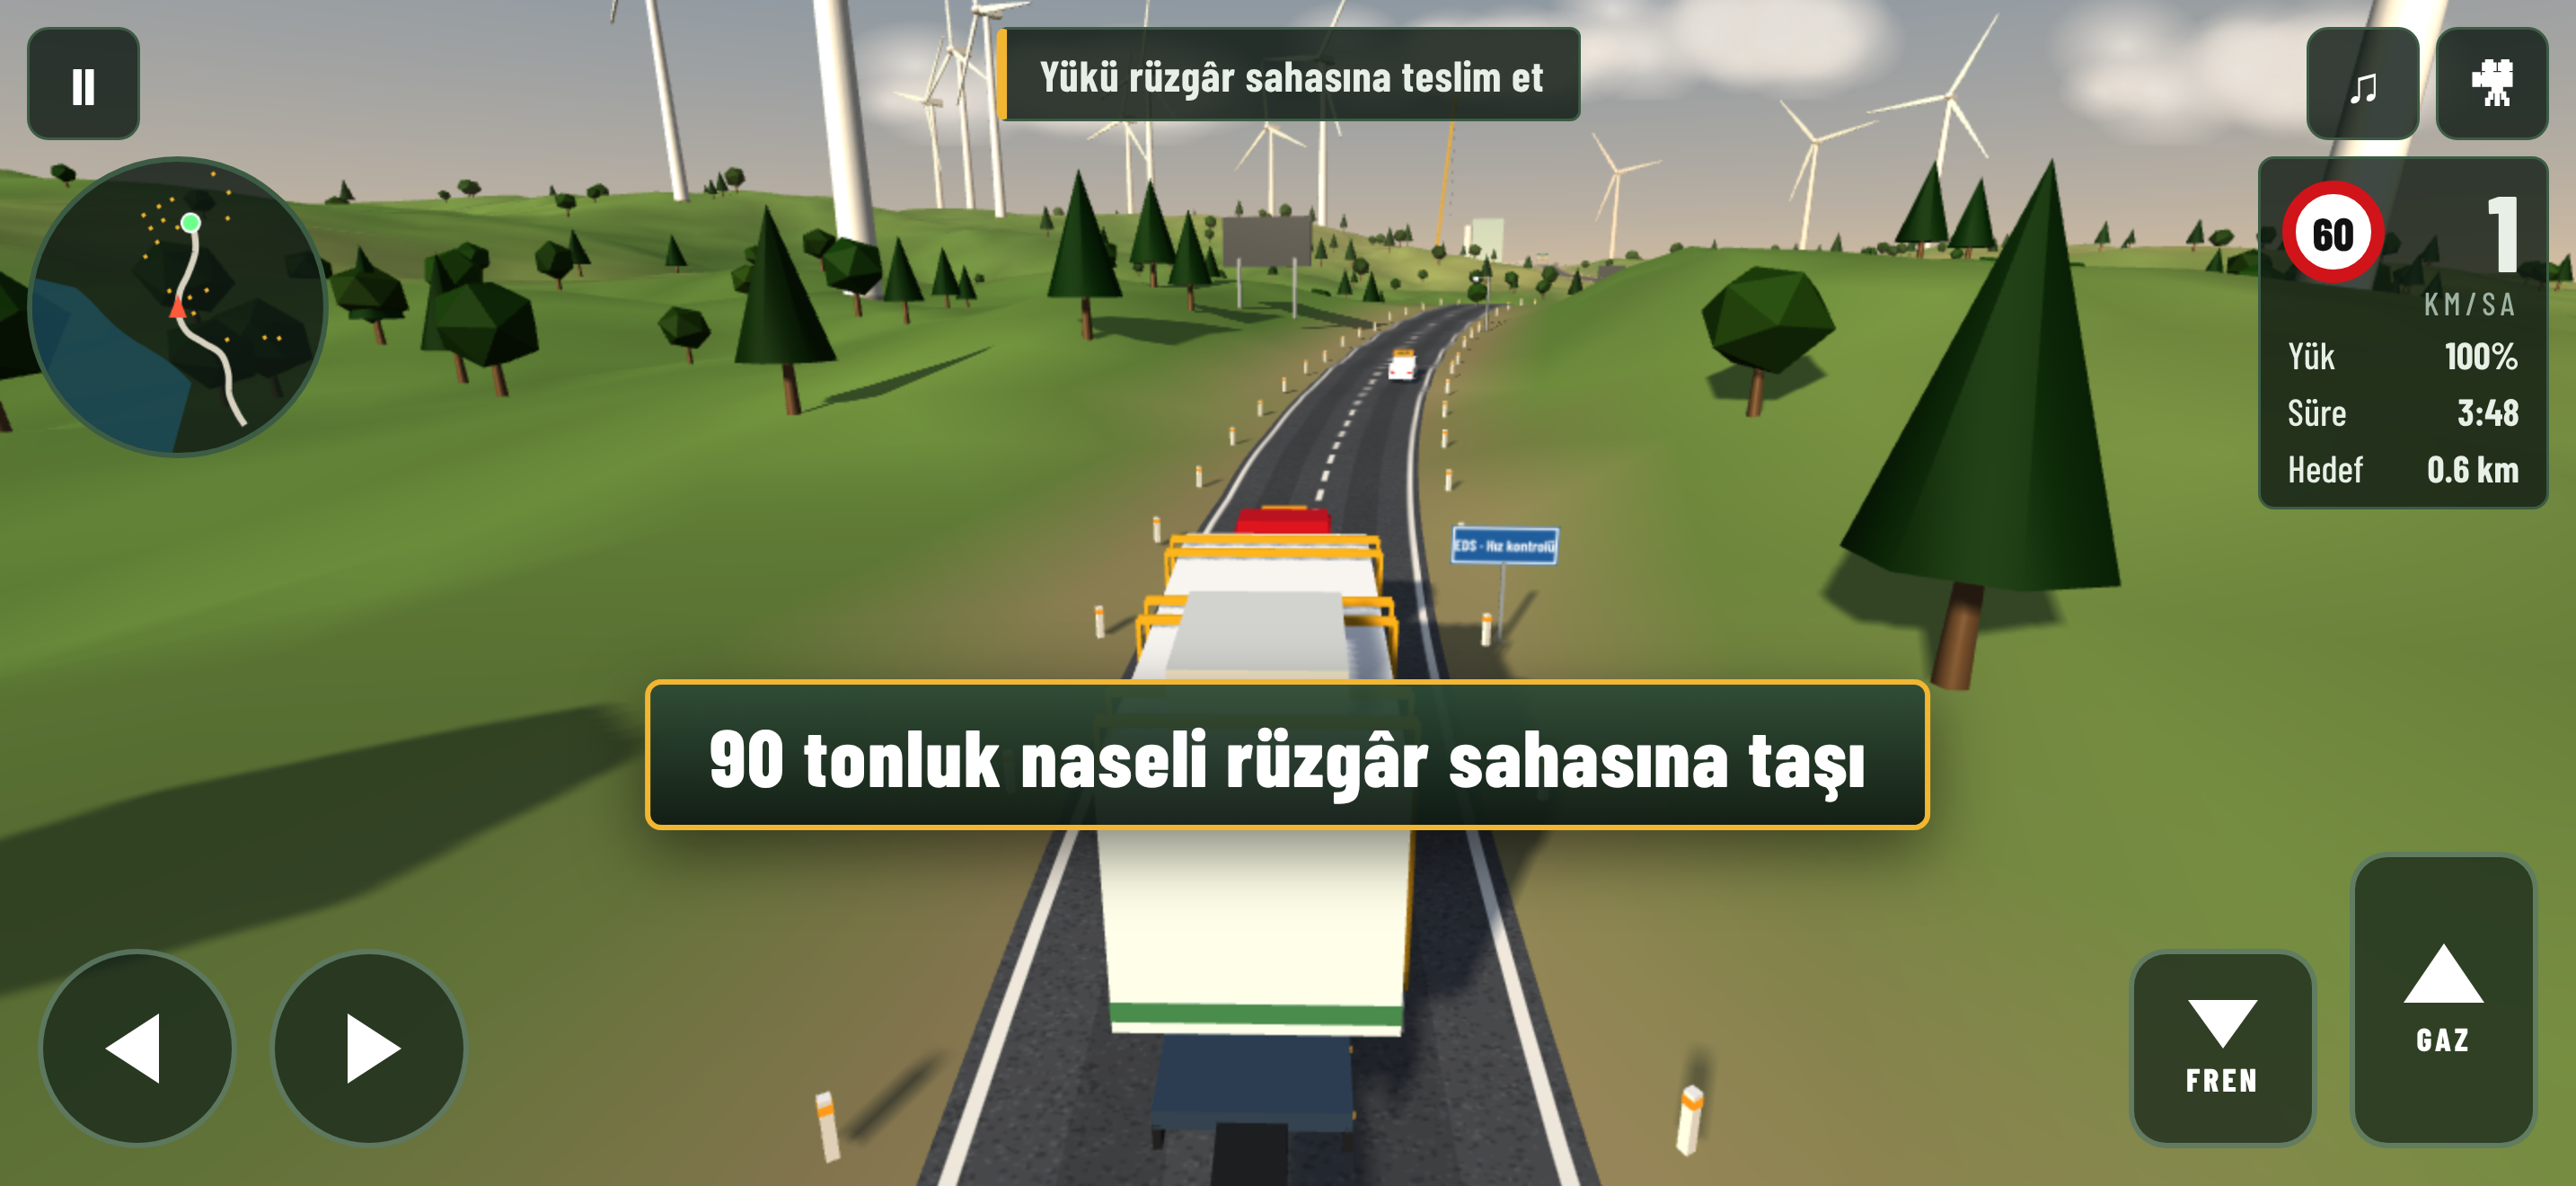 Yükü rüzgâr sahasına teslim et
60
1
KM/SA
Yük 100%
Süre 3:48
Hedef 0.6 km
EDS - Hız kontrolü
90 tonluk naseli rüzgâr sahasına taşı
FREN
GAZ